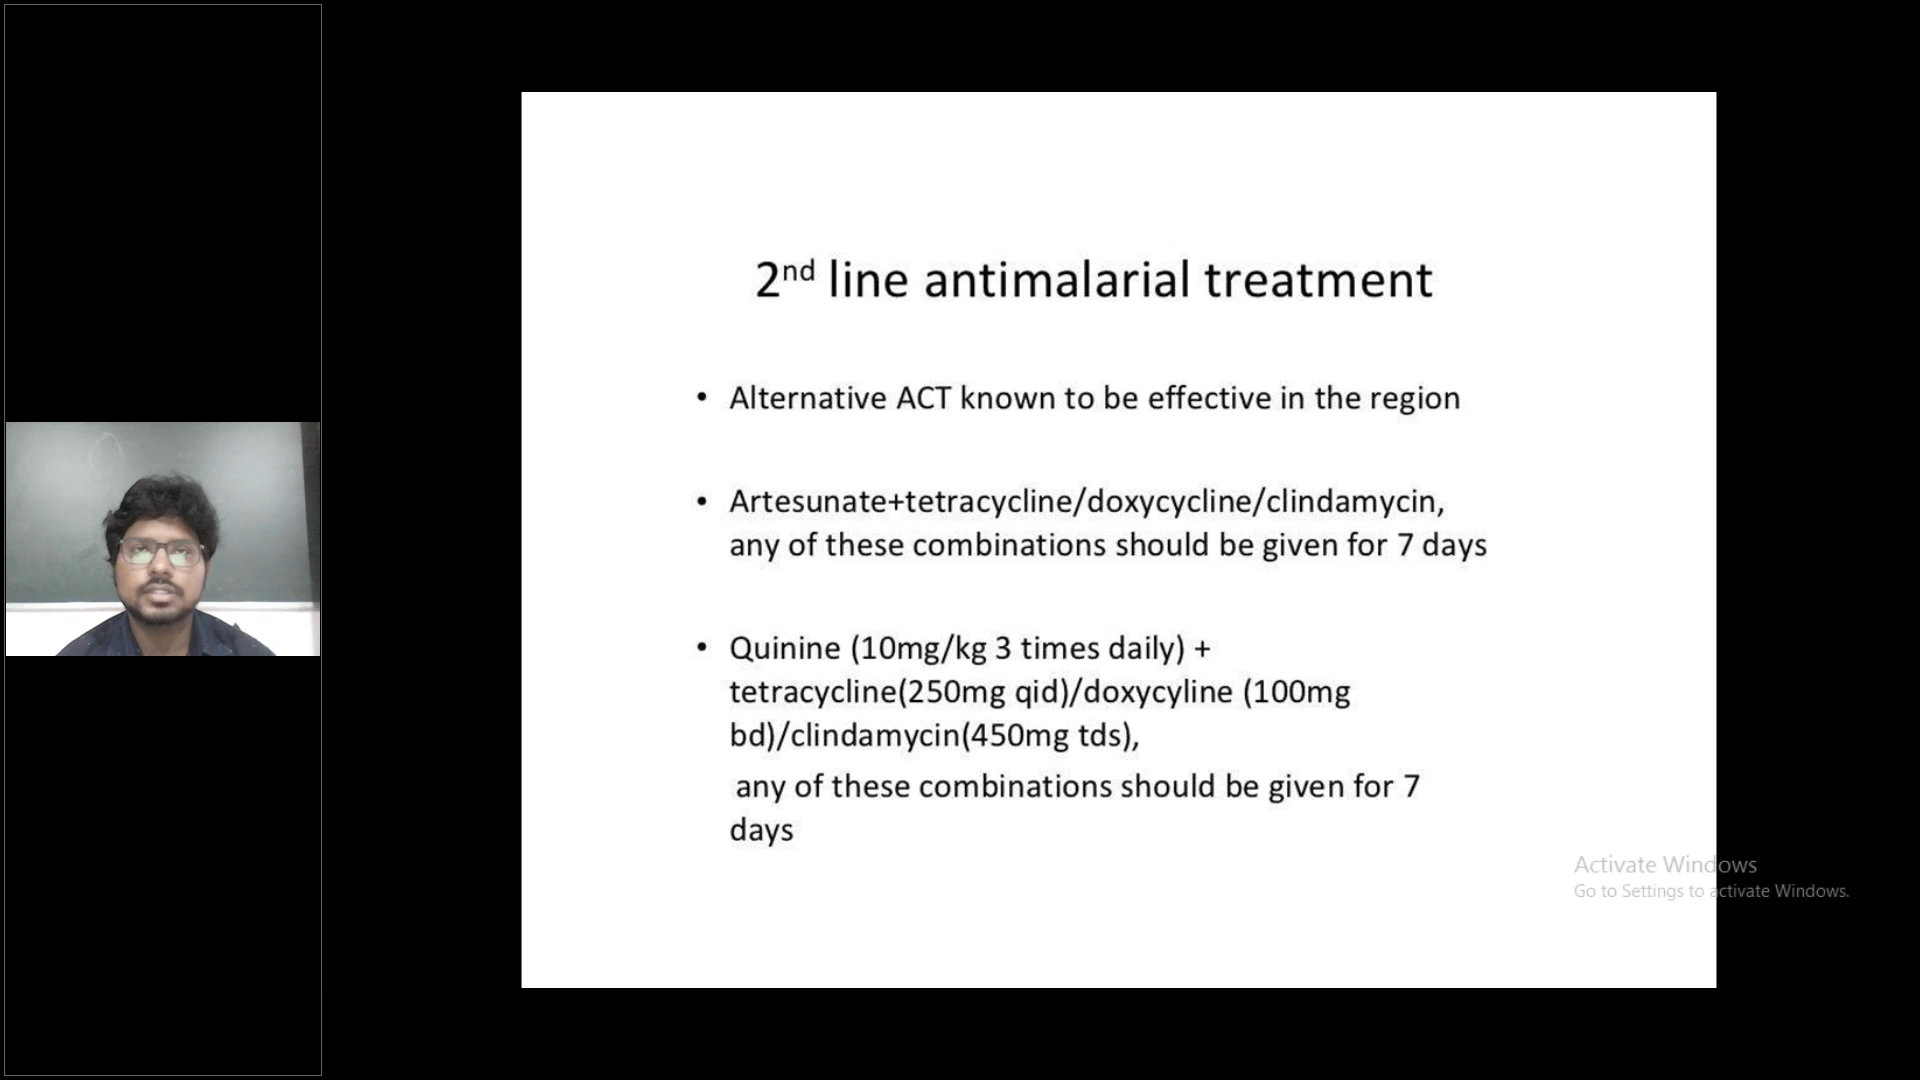 2nd line antimalarial treatment
• Alternative ACT known to be effective in the region
• Artesunate+tetracycline/doxycycline/clindamycin,
any of these combinations should be given for 7 days
• Quinine (10mg/kg 3 times daily) +
tetracycline(250mg qid)/doxycyline (100mg
bd)/clindamycin(450mg tds),
any of these combinations should be given for 7
days
Activate Windows
Go to Settings to activate Windows.